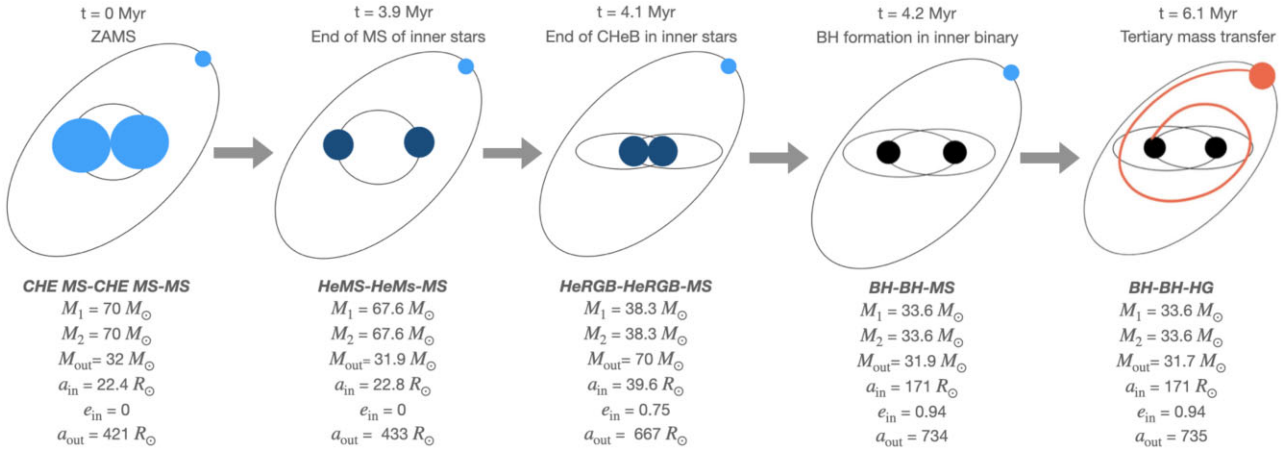 t = 0 Myr
ZAMS
t = 3.9 Myr
End of MS of inner stars
t = 4.1 Myr
End of CHeB in inner stars
t = 4.2 Myr
BH formation in inner binary
t = 6.1 Myr
Tertiary mass transfer
CHE MS-CHE MS-MS
M₁ = 70 M☉
M₂ = 70 M☉
Mout= 32 M☉
ain = 22.4 R☉
ein = 0
aout = 421 R☉
HeMS-HeMs-MS
M₁ = 67.6 M☉
M₂ = 67.6 M☉
Mout= 31.9 M☉
ain = 22.8 R☉
ein = 0
aout = 433 R☉
HeRGB-HeRGB-MS
M₁ = 38.3 M☉
M₂ = 38.3 M☉
Mout= 70 M☉
ain = 39.6 R☉
ein = 0.75
aout = 667 R☉
BH-BH-MS
M₁ = 33.6 M☉
M₂ = 33.6 M☉
Mout= 31.9 M☉
ain = 171 R☉
ein = 0.94
aout = 734
BH-BH-HG
M₁ = 33.6 M☉
M₂ = 33.6 M☉
Mout= 31.7 M☉
ain = 171 R☉
ein = 0.94
aout = 735